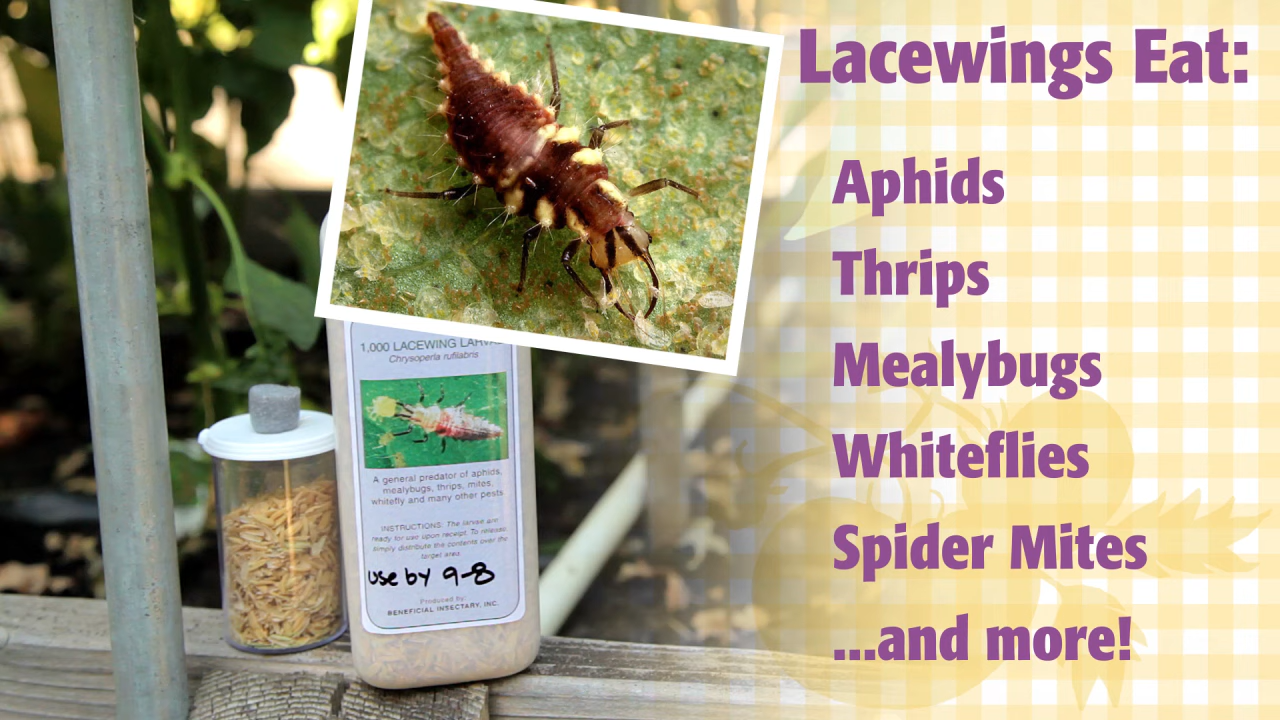 Lacewings Eat:
Aphids
Thrips
Mealybugs
Whiteflies
Spider Mites
...and more!
1,000 LACEWING LARVA
Chrysoperla rufilabris
A general predator of aphids,
mealybugs, thrips, mites,
whitefly and many other pests
INSTRUCTIONS: The larvae are
ready for use upon receipt. To release,
simply distribute the contents over the
target area.
use by 9-8
Produced By:
BENEFICIAL INSECTARY, INC.